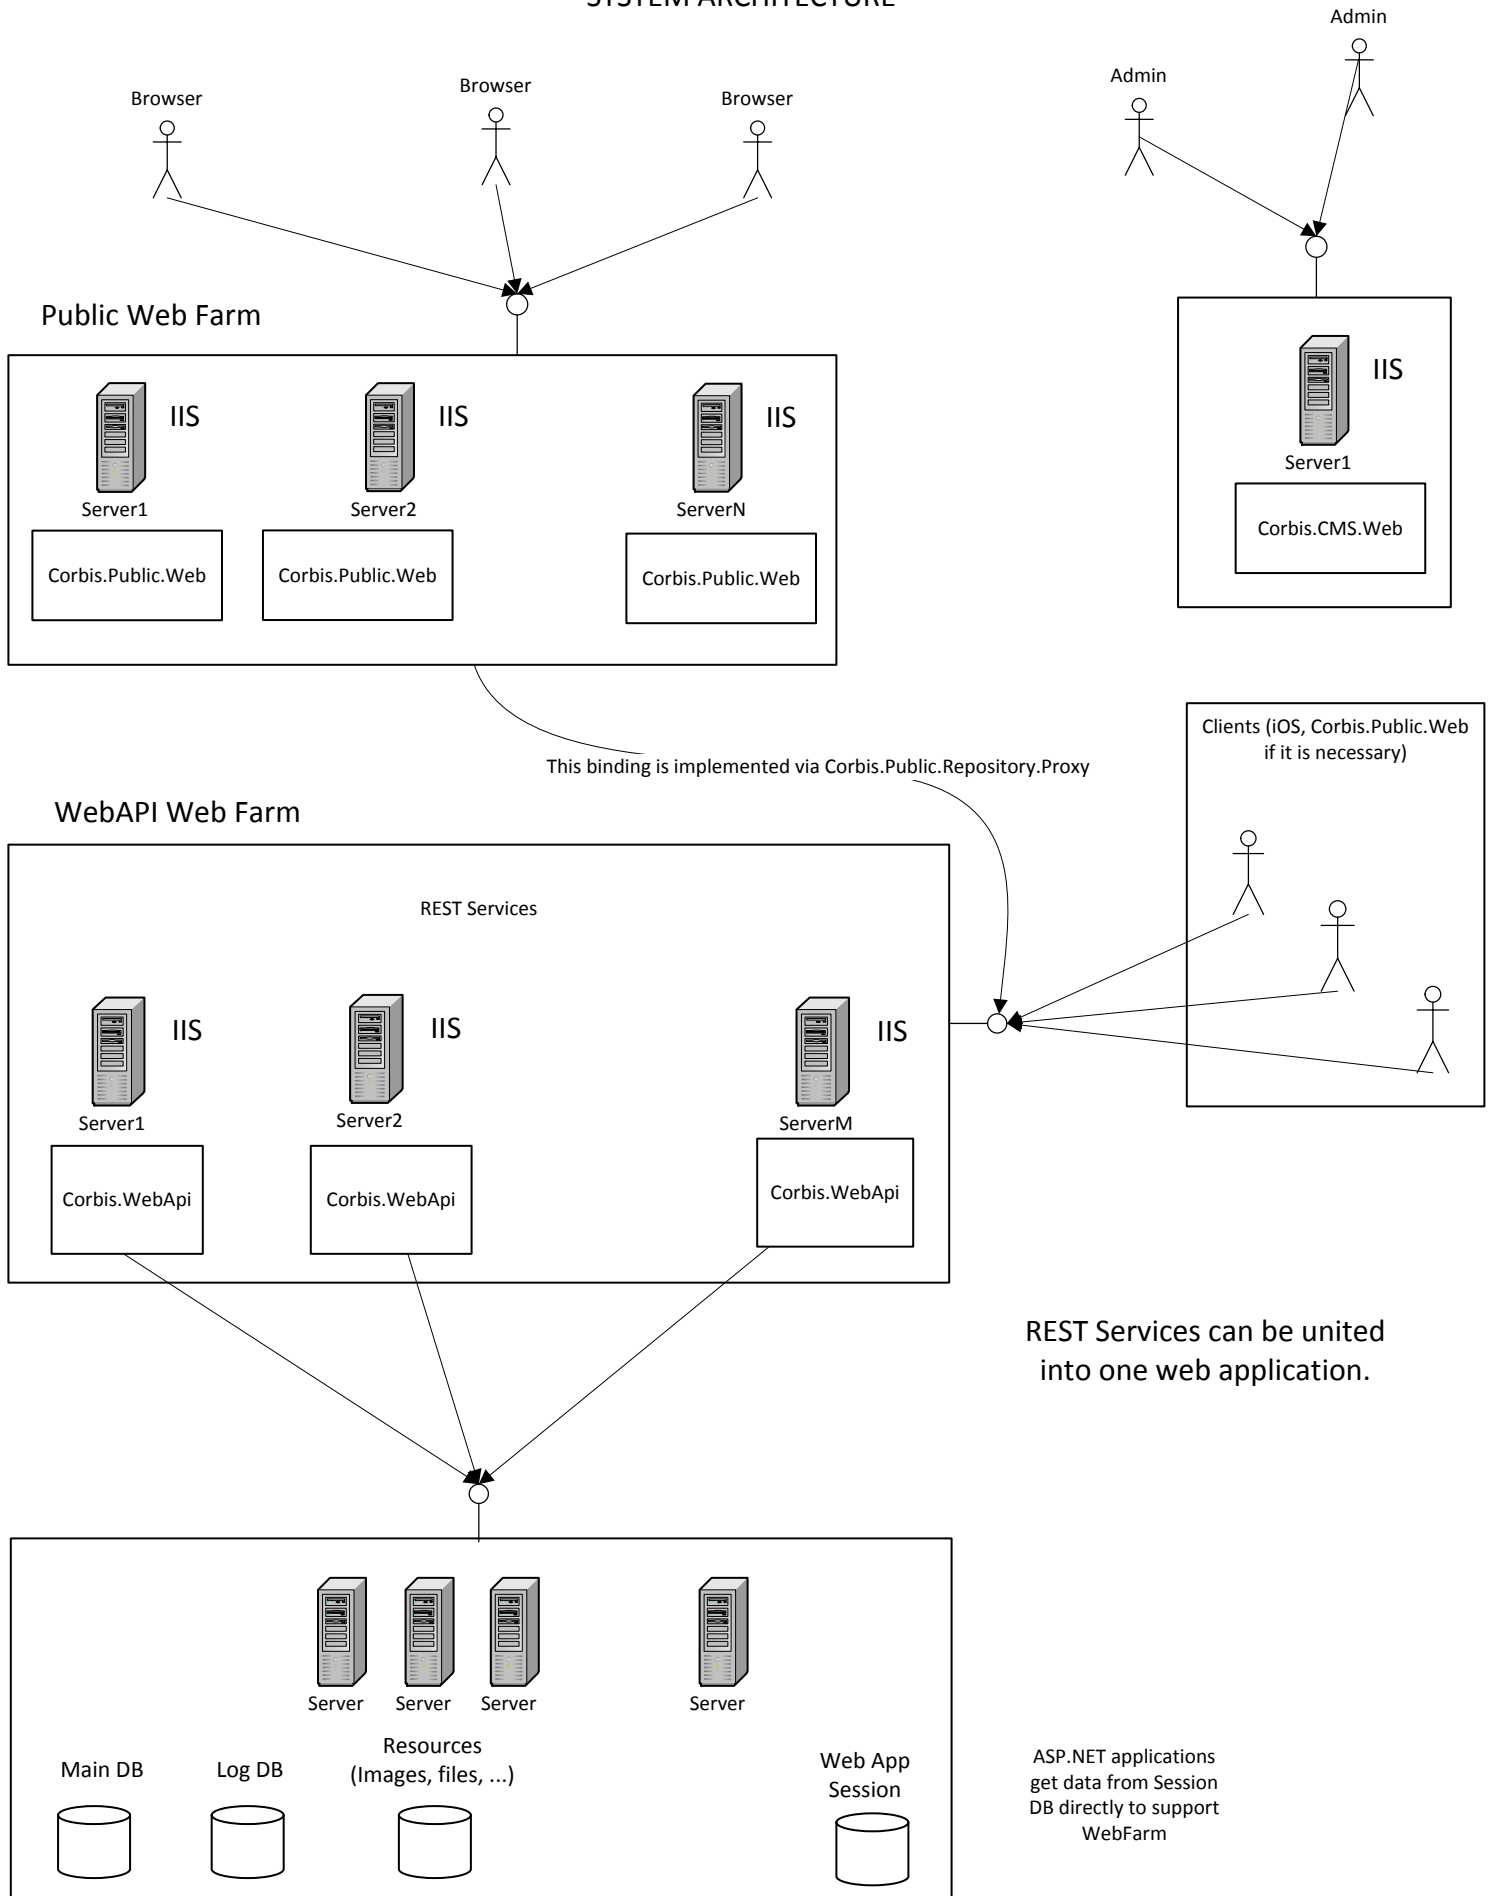 SYSTEM ARCHITECTURE
Admin
Admin
Browser
Browser
Browser
Public Web Farm
IIS
IIS
IIS
IIS
Server1
Server2
ServerN
Server1
Corbis.Public.Web
Corbis.Public.Web
Corbis.Public.Web
Corbis.CMS.Web
Clients (iOS, Corbis.Public.Web
if it is necessary)
This binding is implemented via Corbis.Public.Repository.Proxy
WebAPI Web Farm
REST Services
IIS
IIS
IIS
Server1
Server2
ServerM
Corbis.WebApi
Corbis.WebApi
Corbis.WebApi
REST Services can be united
into one web application.
Server
Server
Server
Server
Main DB
Log DB
Resources
(Images, files, ...)
Web App
Session
ASP.NET applications
get data from Session
DB directly to support
WebFarm